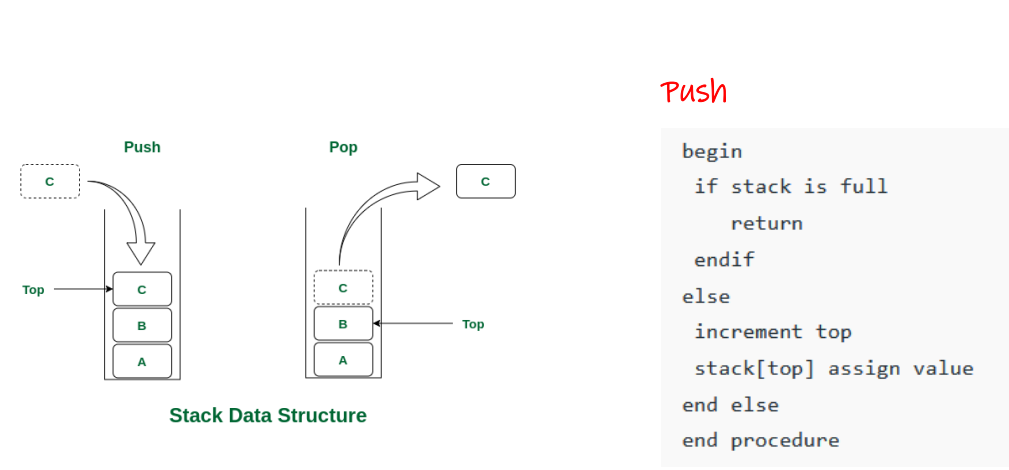 Push
Pop
C
C
Top
C
B
A
C
B
Top
A
Stack Data Structure
Push
begin
if stack is full
return
endif
else
increment top
stack[top] assign value
end else
end procedure